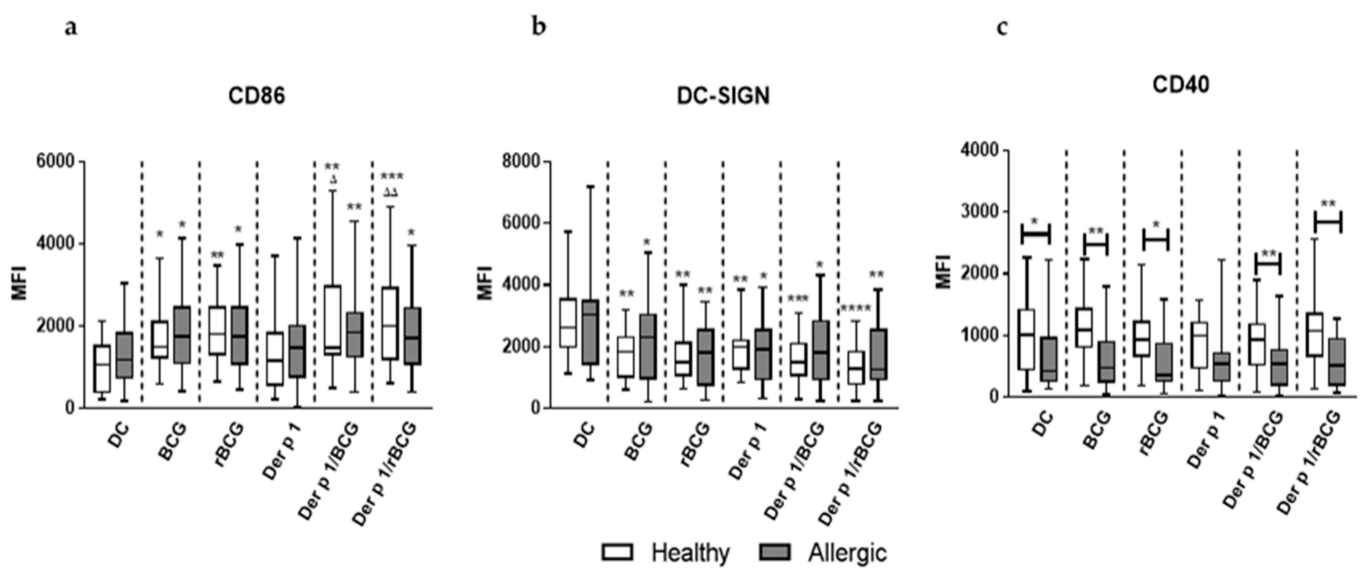 a
b
c
CD86
DC-SIGN
CD40
MFI
6000
4000
2000
0
* * ** * ** Δ ** *** ΔΔ *
DC
BCG
rBCG
Der p 1
Der p 1/BCG
Der p 1/rBCG
MFI
8000
6000
4000
2000
0
** * ** ** ** * *** * **** **
DC
BCG
rBCG
Der p 1
Der p 1/BCG
Der p 1/rBCG
MFI
4000
3000
2000
1000
0
* ** * ** **
DC
BCG
rBCG
Der p 1
Der p 1/BCG
Der p 1/rBCG
Healthy
Allergic